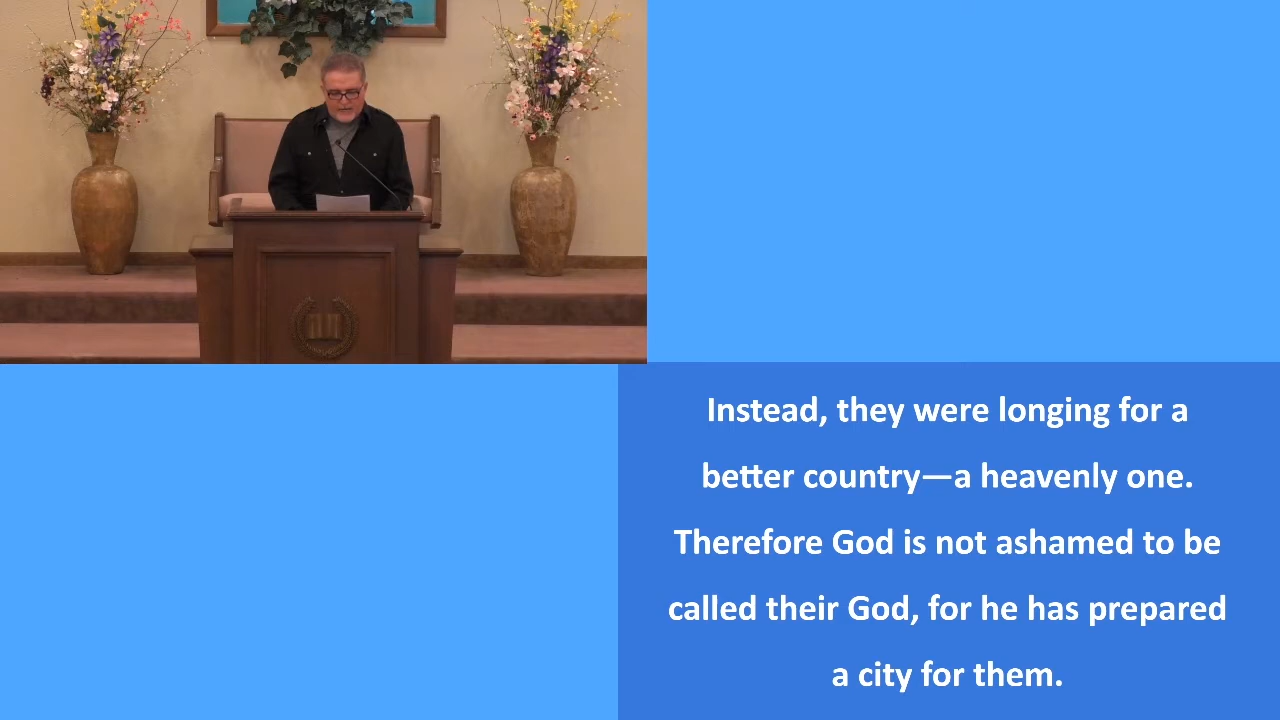 Instead, they were longing for a
better country—a heavenly one.
Therefore God is not ashamed to be
called their God, for he has prepared
a city for them.